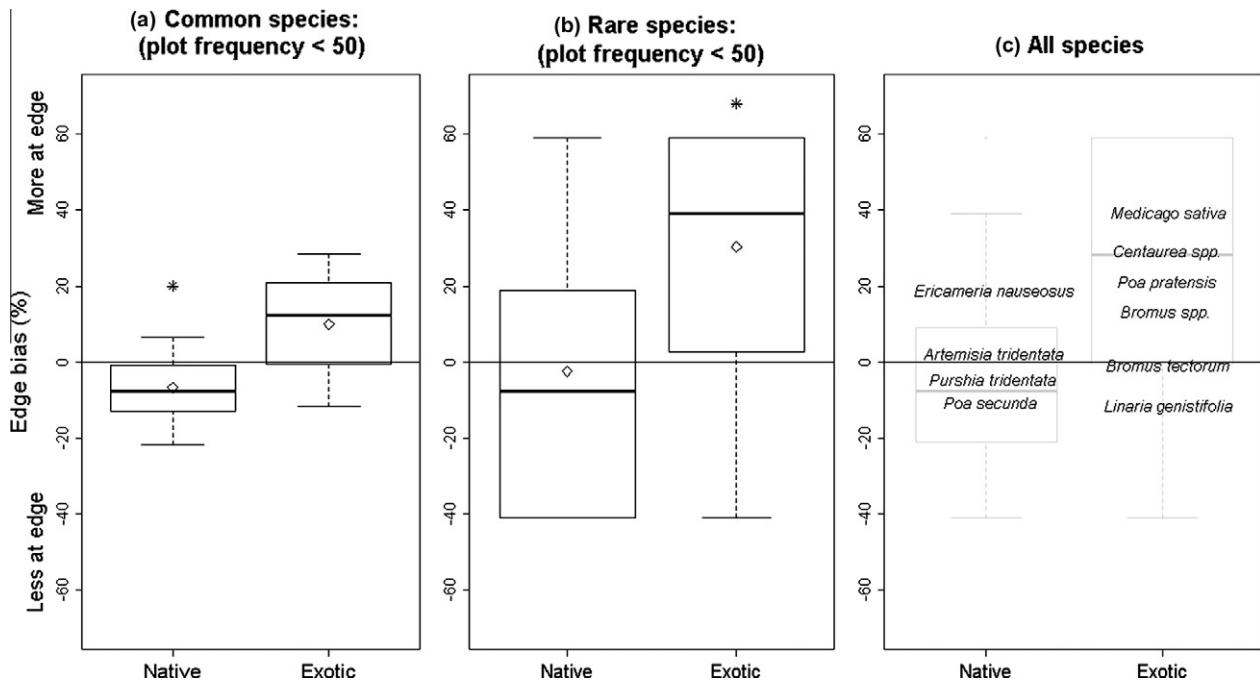 (a) Common species:
(plot frequency < 50)
(b) Rare species:
(plot frequency < 50)
(c) All species
More at edge
Edge bias (%)
Less at edge
60
40
20
0
-20
-40
-60
Native
Exotic
60
40
20
0
-20
-40
-60
Native
Exotic
60
40
20
0
-20
-40
-60
Medicago sativa
Centaurea spp.
Poa pratensis
Ericameria nauseosus
Bromus spp.
Artemisia tridentata
Bromus tectorum
Purshia tridentata
Poa secunda
Linaria genistifolia
Native
Exotic